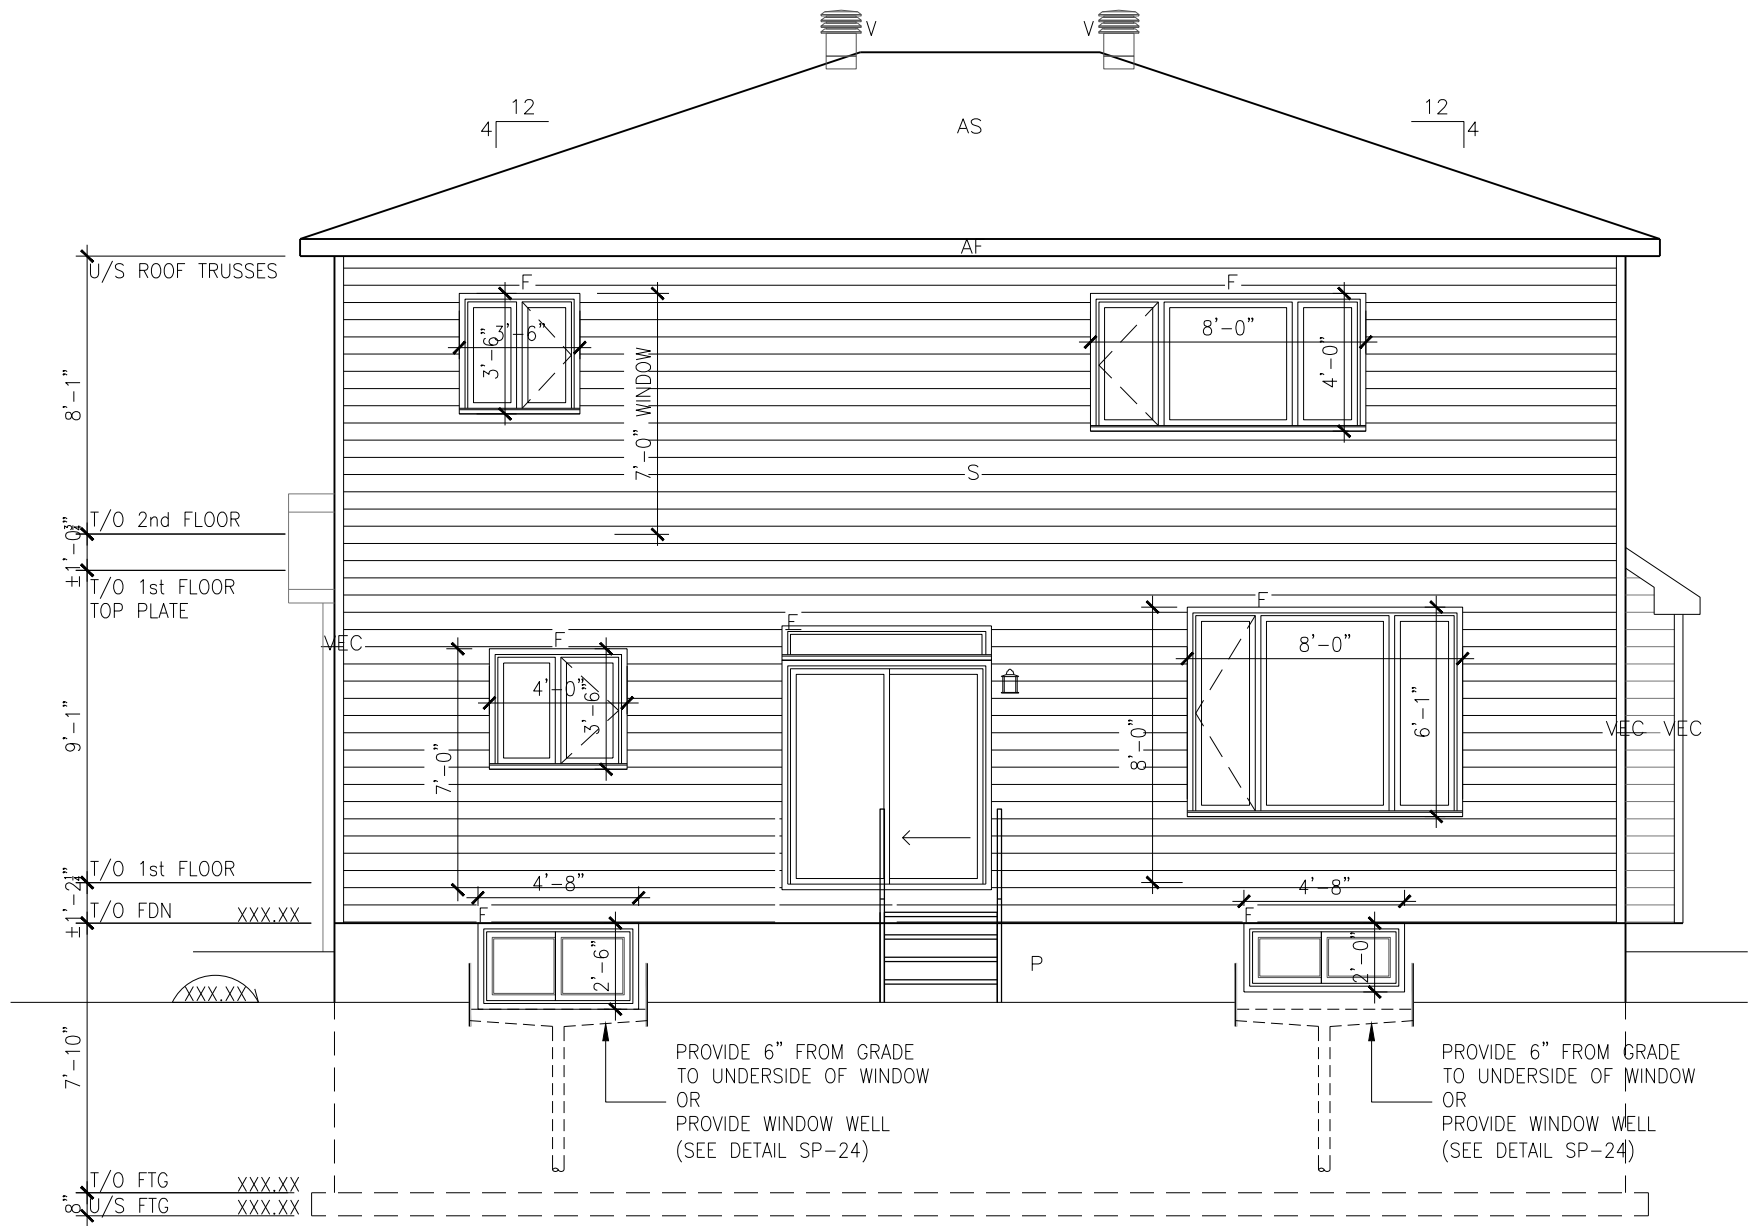 V
V
12
4
12
4
AS
AF
U/S ROOF TRUSSES
F
F
3'-6"
3'-6"
8'-0"
4'-0"
7'-0" WINDOW
8'-1"
S
T/O 2nd FLOOR
T/O 1st FLOOR
TOP PLATE
VEC
F
F
F
4'-0"
3'-6"
7'-0"
8'-0"
8'-0"
6'-1"
VEC
VEC
9'-1"
T/O 1st FLOOR
T/O FDN XXX.XX
4'-8"
4'-8"
F
F
2'-6"
2'-0"
P
XXX.XX
7'-10"
PROVIDE 6" FROM GRADE
TO UNDERSIDE OF WINDOW
OR
PROVIDE WINDOW WELL
(SEE DETAIL SP-24)
PROVIDE 6" FROM GRADE
TO UNDERSIDE OF WINDOW
OR
PROVIDE WINDOW WELL
(SEE DETAIL SP-24)
T/O FTG XXX.XX
U/S FTG XXX.XX
8"